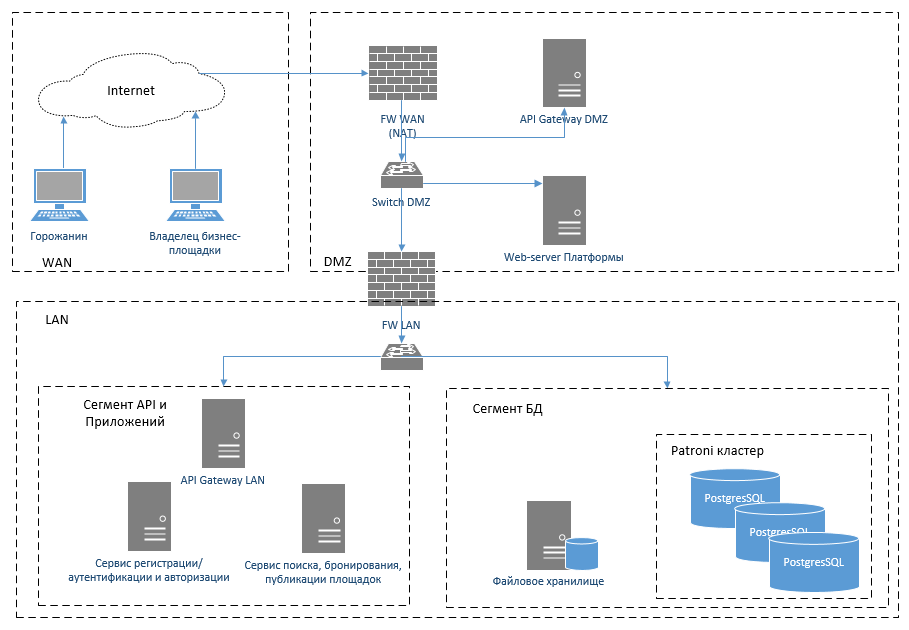 Internet
Горожанин
Владелец бизнес-
площадки
WAN
FW WAN
(NAT)
API Gateway DMZ
Switch DMZ
Web-server Платформы
DMZ
LAN
FW LAN
Сегмент API и
Приложений
API Gateway LAN
Сервис регистрации/
аутентификации и авторизации
Сервис поиска, бронирования,
публикации площадок
Сегмент БД
Файловое хранилище
Patroni кластер
PostgresSQL
PostgresSQL
PostgresSQL